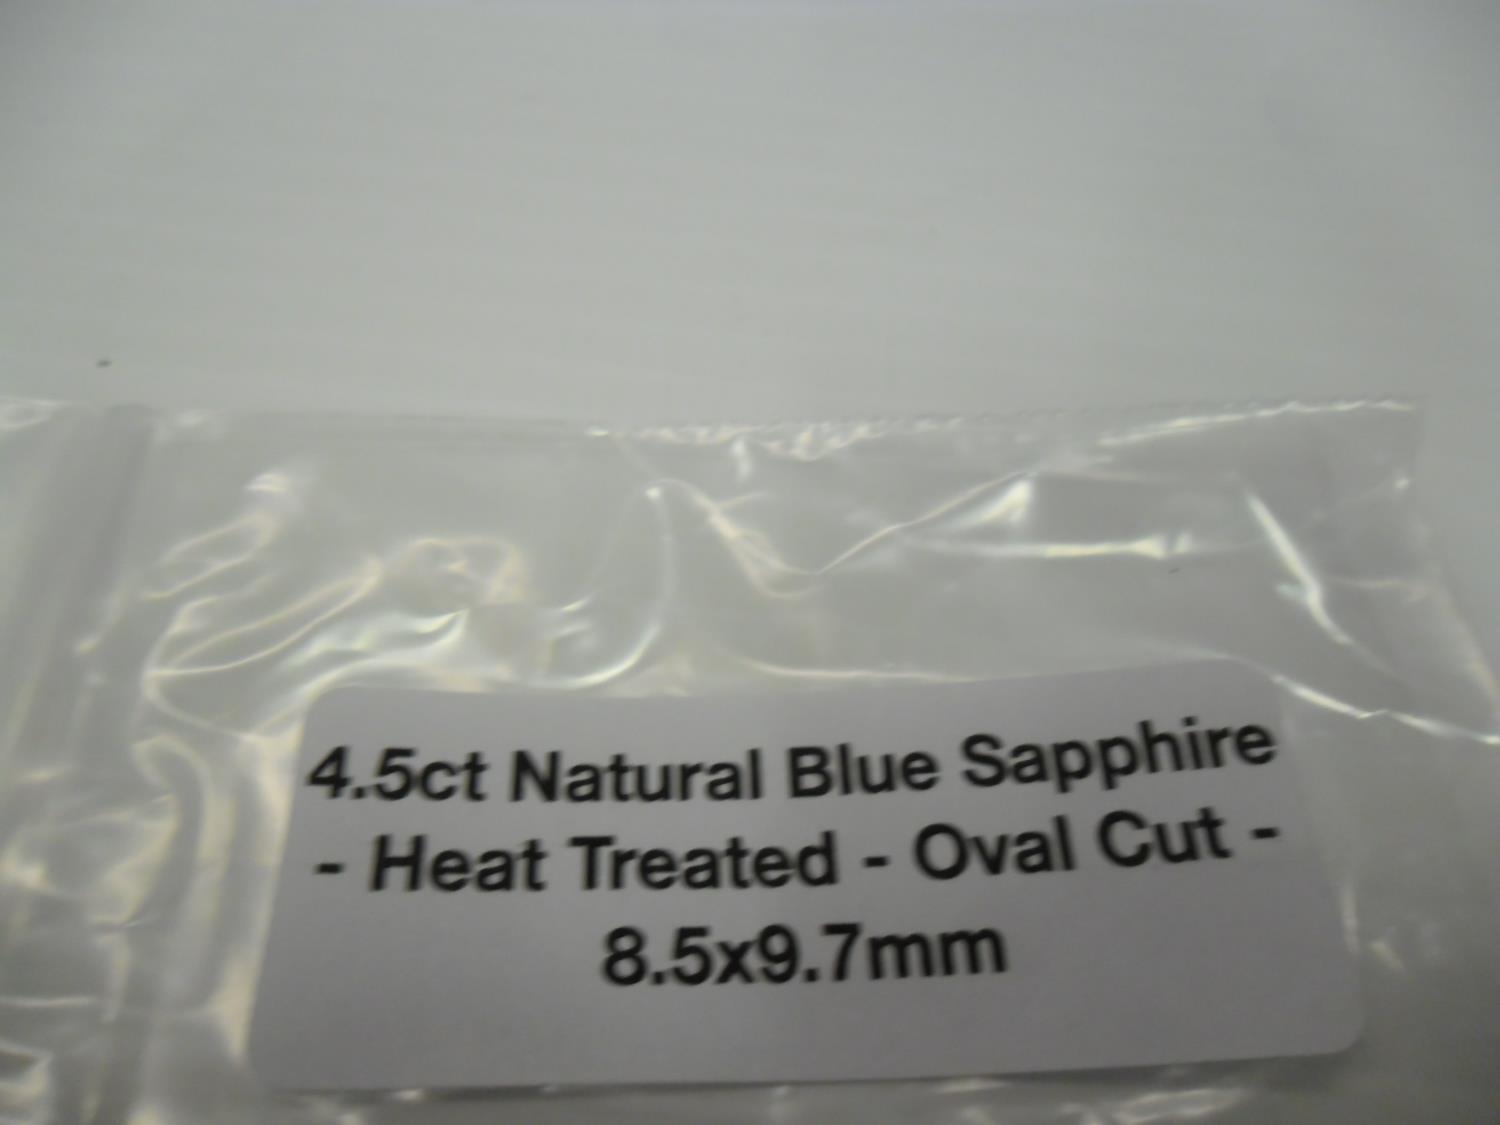 4.5ct Natural Blue Sapphire
- Heat Treated - Oval Cut -
8.5x9.7mm